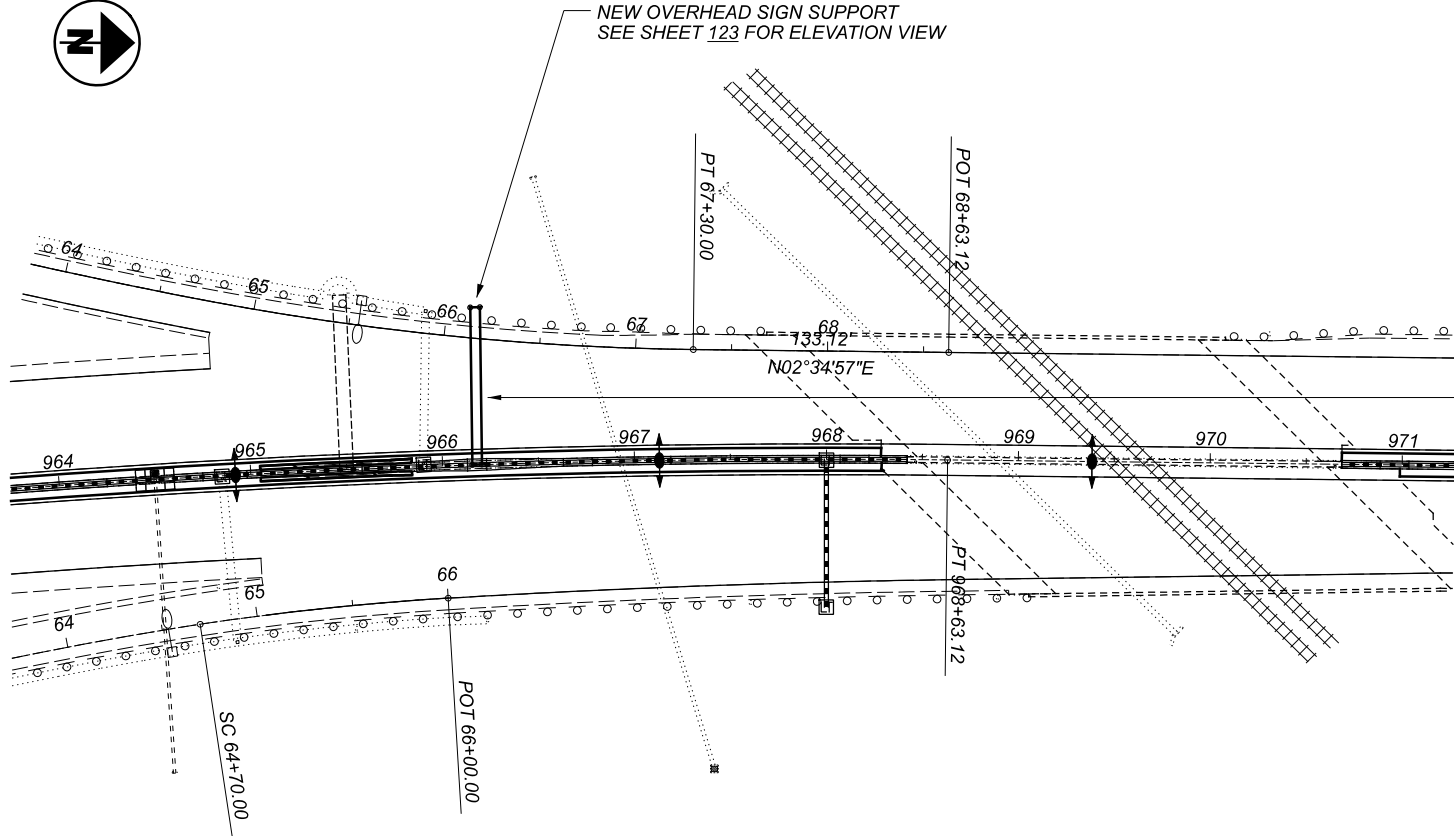 N
NEW OVERHEAD SIGN SUPPORT
SEE SHEET 123 FOR ELEVATION VIEW
PT 67+30.00
POT 68+63.12
64
65
66
67
68
133.12
N02°34'57"E
964
965
966
967
968
969
970
971
66
65
64
PT 968+63.12
POT 66+00.00
SC 64+70.00